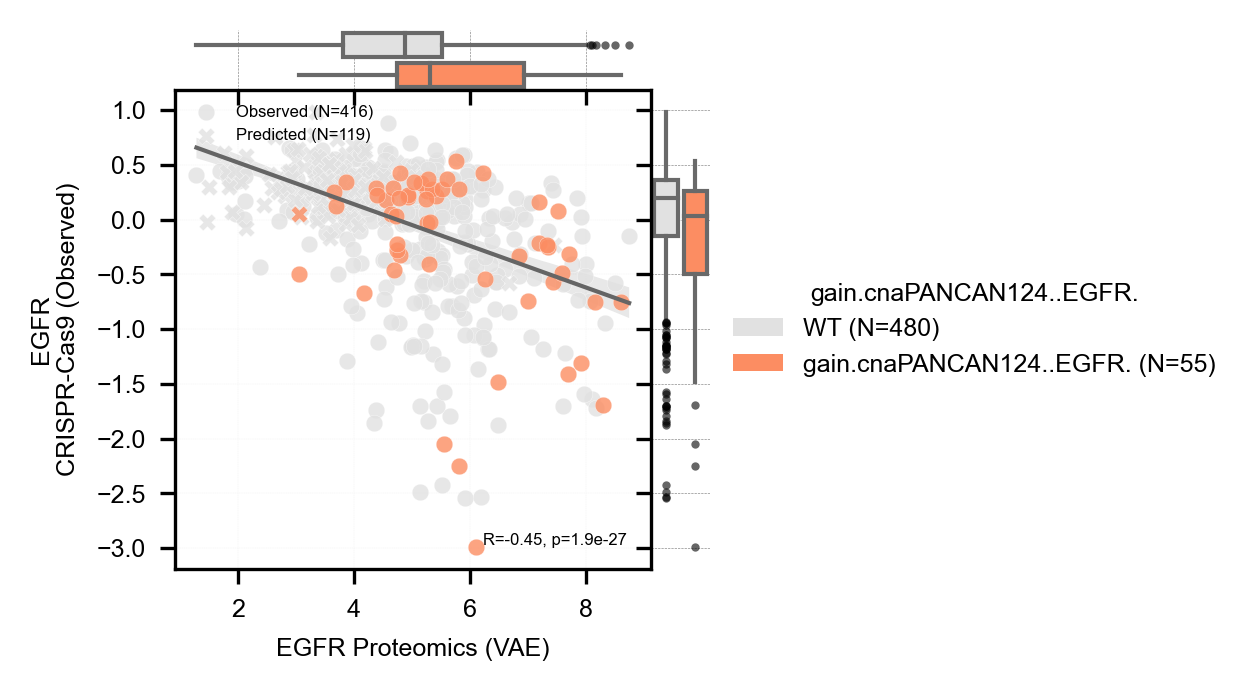 Observed (N=416)
Predicted (N=119)
1.0
0.5
0.0
−0.5
−1.0
−1.5
−2.0
−2.5
−3.0
EGFR
CRISPR-Cas9 (Observed)
R=-0.45, p=1.9e-27
2 4 6 8
EGFR Proteomics (VAE)
gain.cnaPANCAN124..EGFR.
WT (N=480)
gain.cnaPANCAN124..EGFR. (N=55)